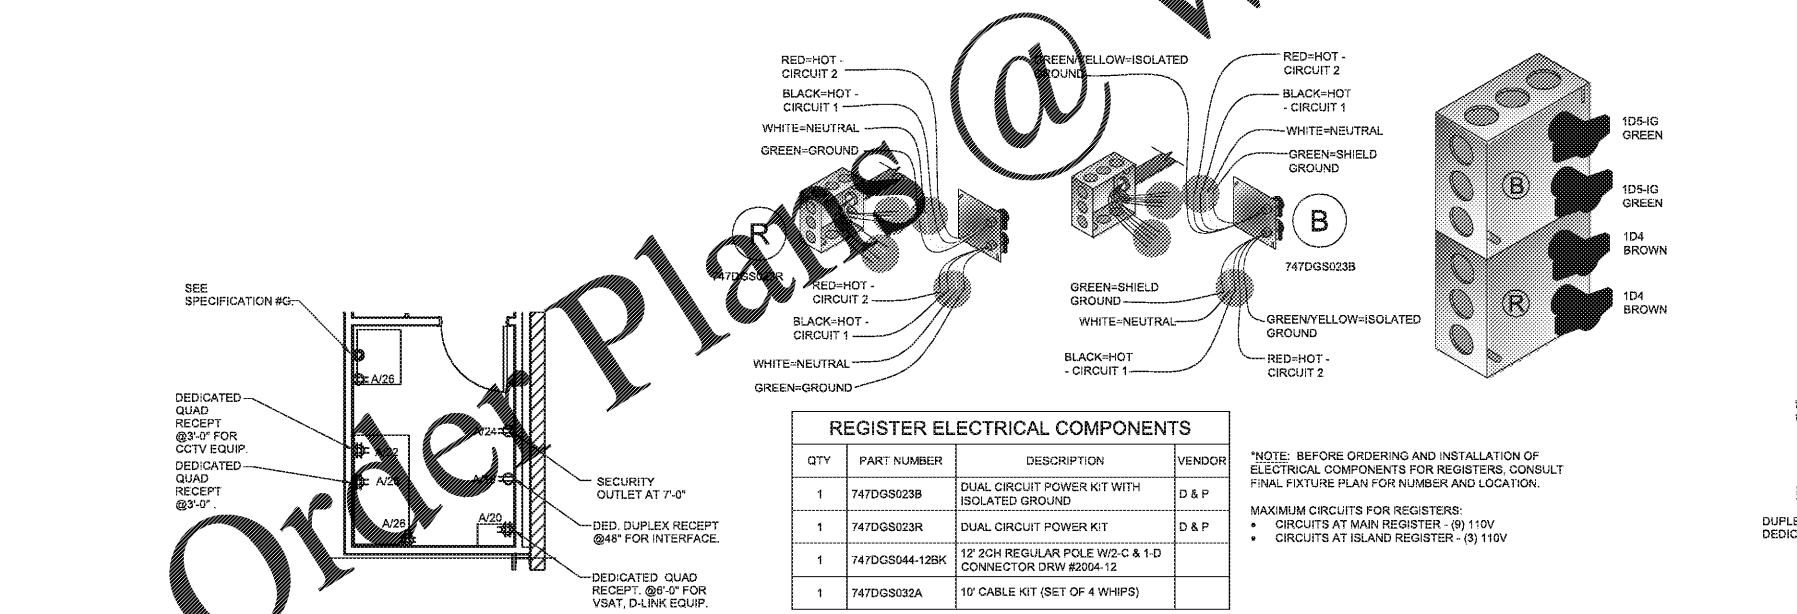 Order Plans @ w
RED=HOT -
CIRCUIT 2
BLACK=HOT -
CIRCUIT 1
WHITE=NEUTRAL
GREEN=GROUND
R
747DGS023R
RED=HOT -
CIRCUIT 2
BLACK=HOT -
CIRCUIT 1
WHITE=NEUTRAL
GREEN=GROUND
GREEN/YELLOW=ISOLATED
GROUND
RED=HOT -
CIRCUIT 2
BLACK=HOT
- CIRCUIT 1
WHITE=NEUTRAL
GREEN=SHIELD
GROUND
B
747DGS023B
GREEN=SHIELD
GROUND
WHITE=NEUTRAL
BLACK=HOT
- CIRCUIT 1
GREEN/YELLOW=ISOLATED
GROUND
RED=HOT -
CIRCUIT 2
B
R
1D5-IG
GREEN
1D5-IG
GREEN
1D4
BROWN
1D4
BROWN
SEE
SPECIFICATION #G.
A/26
DEDICATED
QUAD
RECEPT
@3'-0" FOR
CCTV EQUIP.
DEDICATED
QUAD
RECEPT
@3'-0" .
A/22
A/26
A/24
A/20
SECURITY
OUTLET AT 7'-0"
DED. DUPLEX RECEPT
@48" FOR INTERFACE.
DEDICATED QUAD
RECEPT. @6'-0" FOR
VSAT, D-LINK EQUIP.
REGISTER ELECTRICAL COMPONENTS
QTY PART NUMBER DESCRIPTION VENDOR
1 747DGS023B DUAL CIRCUIT POWER KIT WITH
ISOLATED GROUND D & P
1 747DGS023R DUAL CIRCUIT POWER KIT D & P
1 747DGS044-12BK 12' 2CH REGULAR POLE W/2-C & 1-D
CONNECTOR DRW #2004-12
1 747DGS032A 10' CABLE KIT (SET OF 4 WHIPS)
*NOTE: BEFORE ORDERING AND INSTALLATION OF
ELECTRICAL COMPONENTS FOR REGISTERS, CONSULT
FINAL FIXTURE PLAN FOR NUMBER AND LOCATION.
MAXIMUM CIRCUITS FOR REGISTERS:
• CIRCUITS AT MAIN REGISTER - (9) 110V
• CIRCUITS AT ISLAND REGISTER - (3) 110V
DUPLE
DEDIC